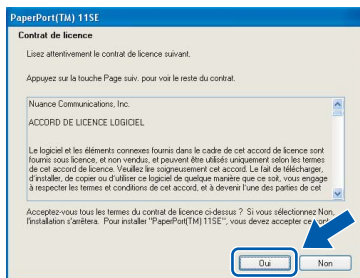 PaperPort(TM) 11SE
Contrat de licence
Lisez attentivement le contrat de licence suivant.
Appuyez sur la touche Page suiv. pour voir le reste du contrat.
Nuance Communications, Inc.
ACCORD DE LICENCE LOGICIEL
Le logiciel et les éléments connexes fournis dans le cadre de cet accord de licence sont
fournis sous licence, et non vendus, et peuvent être utilisés uniquement selon les termes
de cet accord de licence. Veuillez lire soigneusement cet accord. Le fait de télécharger,
d'installer, de copier ou d'utiliser ce logiciel de quelque manière que ce soit, vous engage
à respecter les termes et conditions de cet accord, et à devenir l'une des parties de cet
Acceptez-vous tous les termes du contrat de licence ci-dessus ? Si vous sélectionnez Non,
l'installation s'arrêtera. Pour installer "PaperPort(TM) 11SE", vous devez accepter ce
Oui
Non